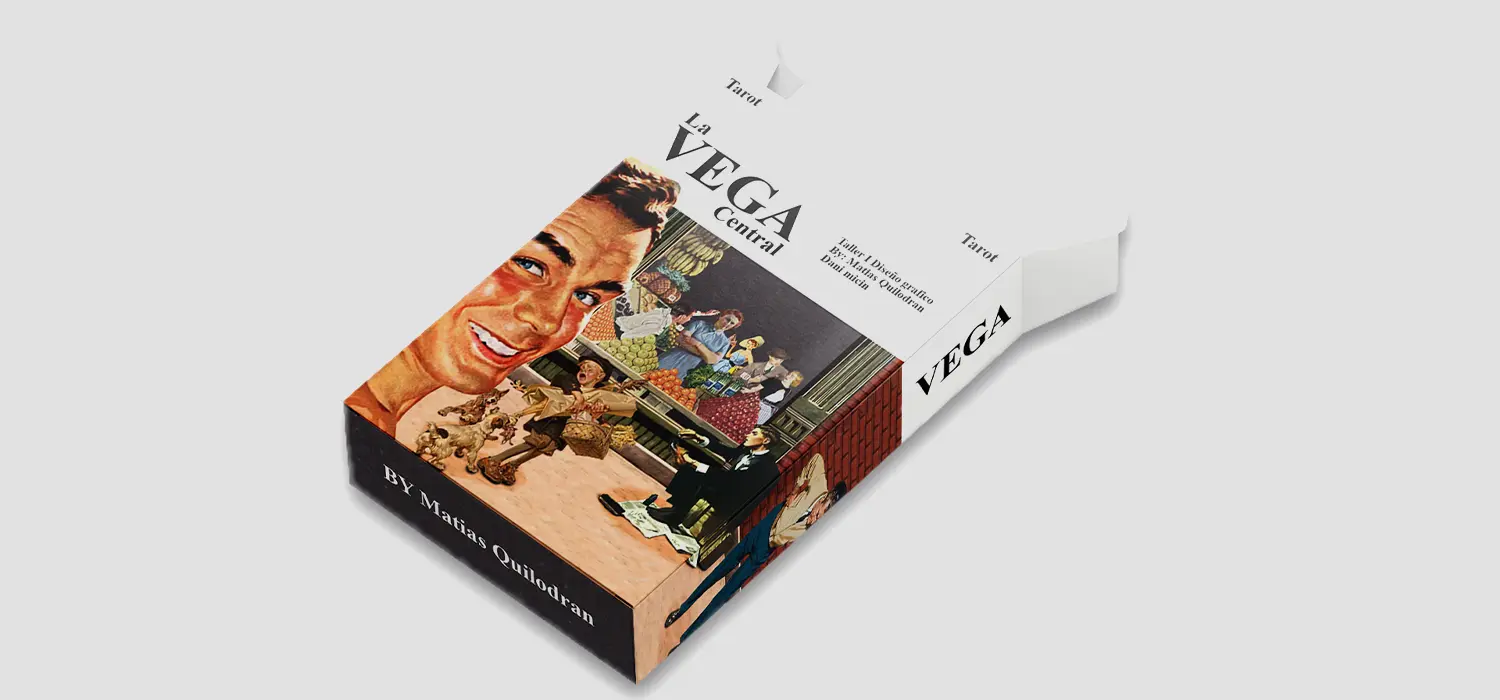 Tarot
La
VEGA
Central
Taller I Diseño grafico
By: Matias Quilodran
Dani micin
Tarot
VEGA
BY Matias Quilodran